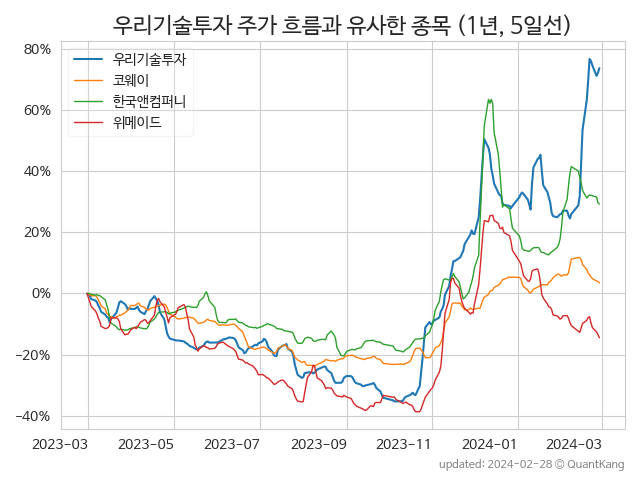 우리기술투자 주가 흐름과 유사한 종목 (1년, 5일선)
80%
60%
40%
20%
0%
−20%
−40%
우리기술투자
코웨이
한국앤컴퍼니
위메이드
2023-03 2023-05 2023-07 2023-09 2023-11 2024-01 2024-03
updated: 2024-02-28 © QuantKang